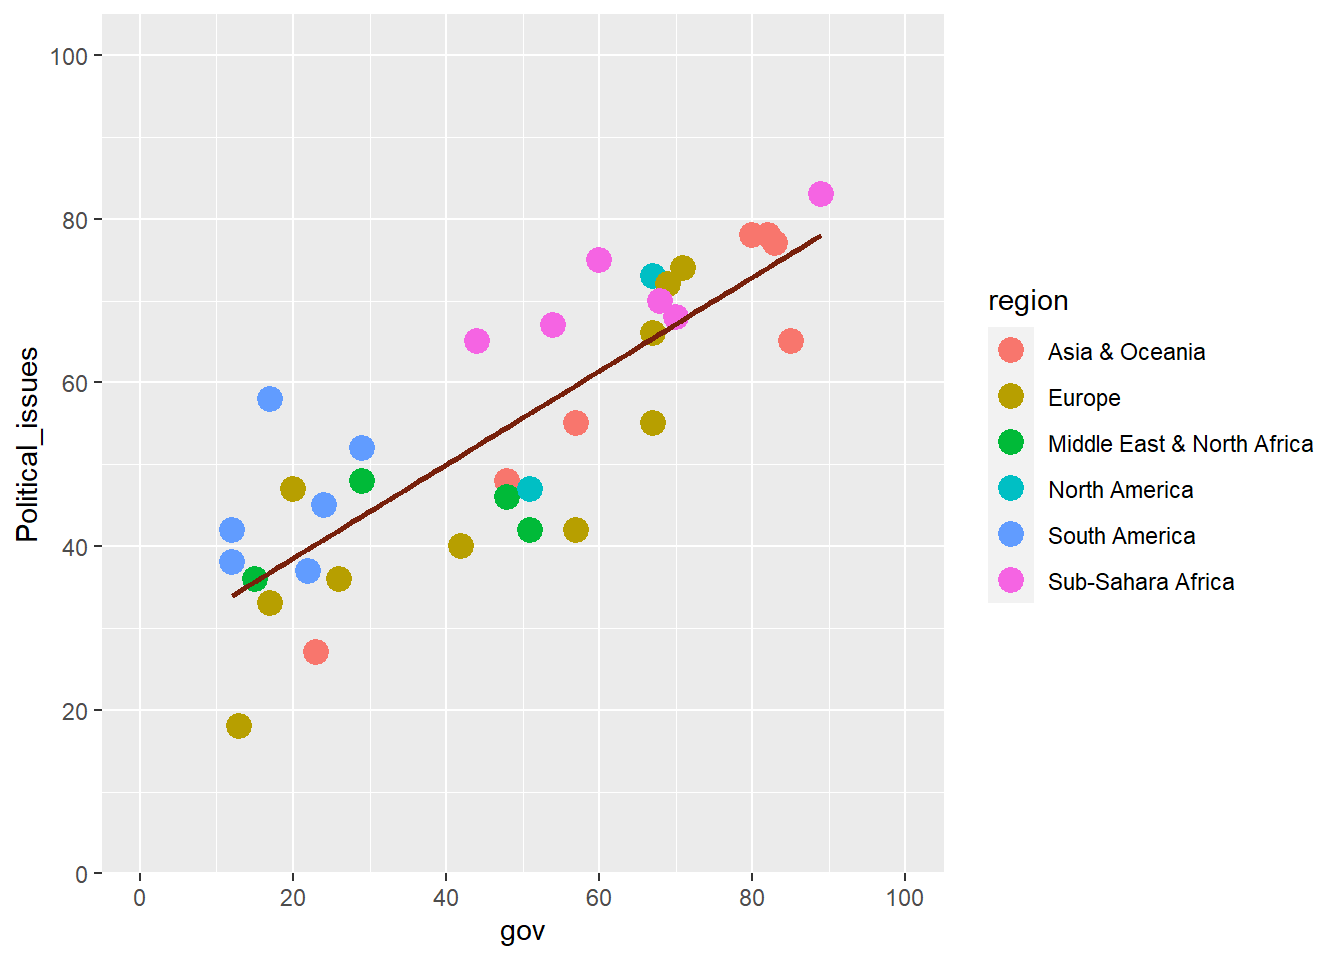 100
80
60
40
20
0
Political_issues
0 20 40 60 80 100
gov
region
Asia & Oceania
Europe
Middle East & North Africa
North America
South America
Sub-Sahara Africa